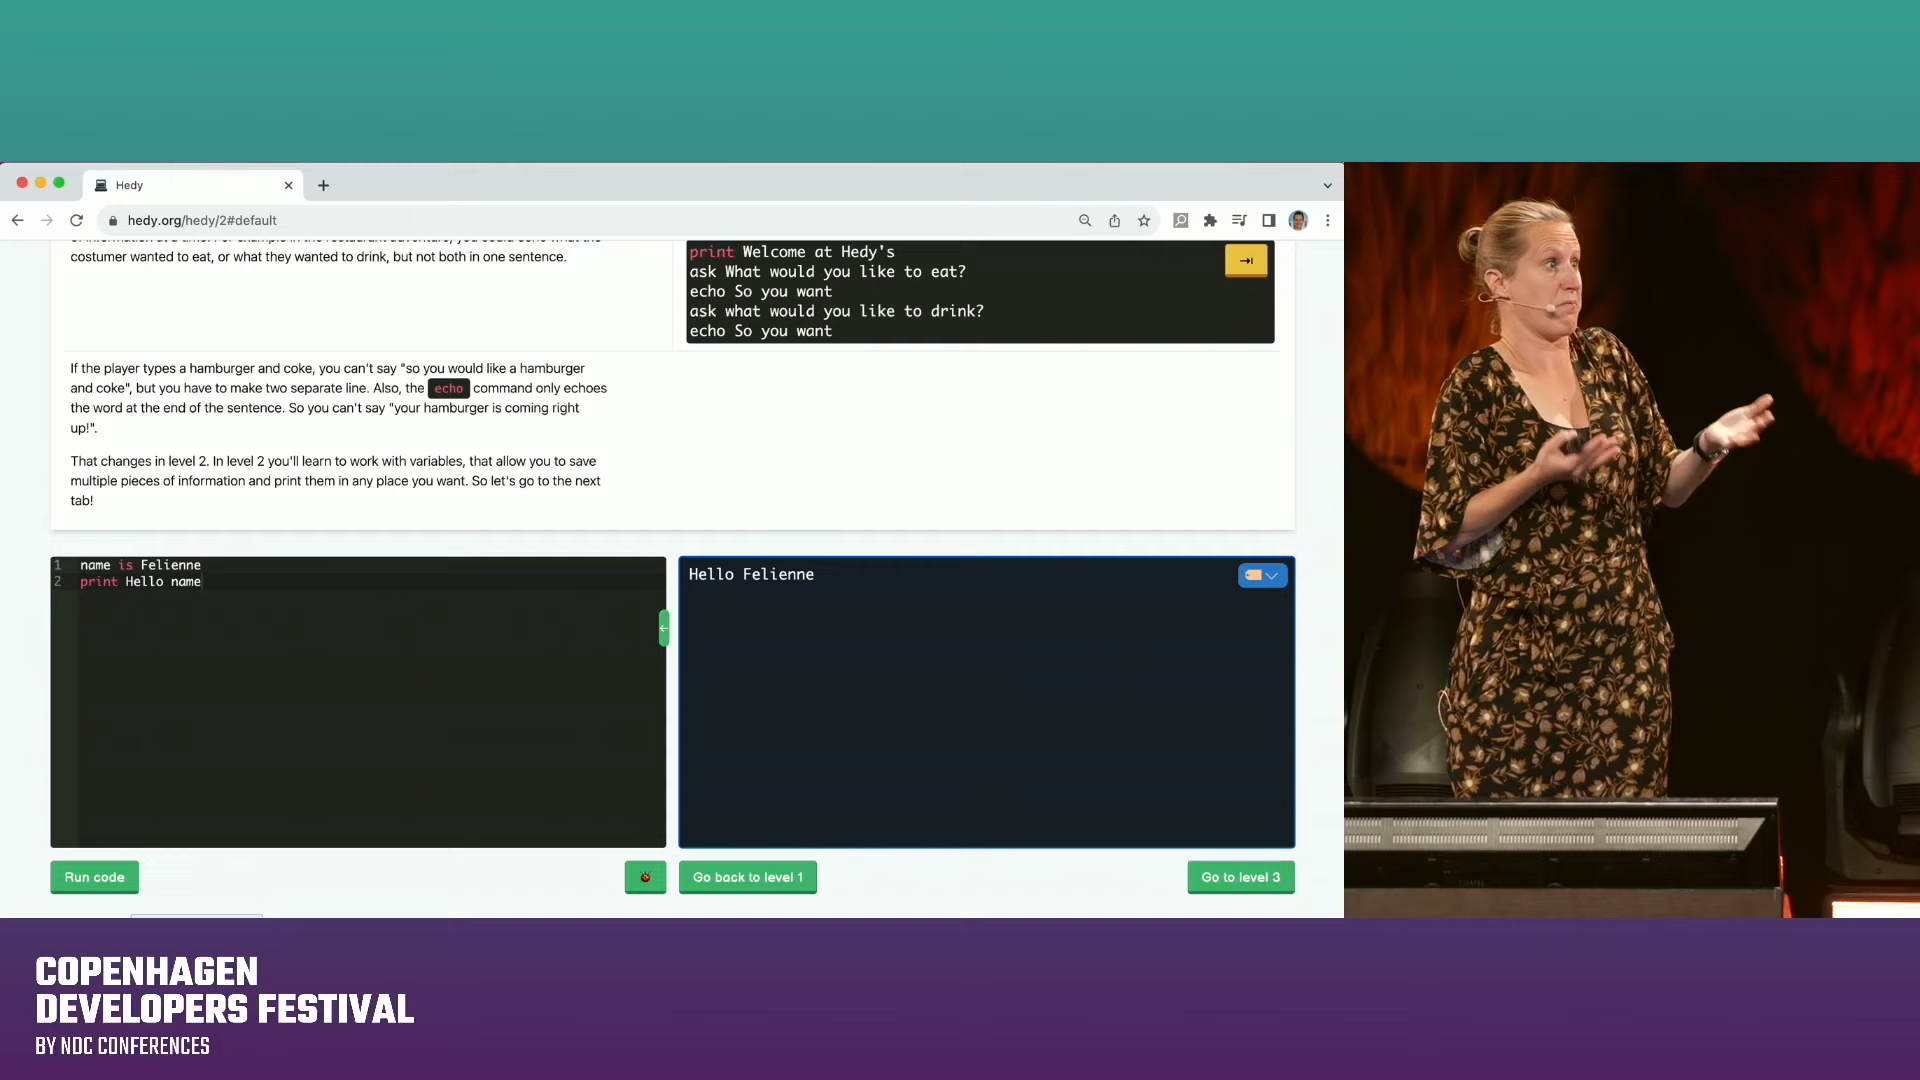 Hedy
hedy.org/hedy/2#default
costumer wanted to eat, or what they wanted to drink, but not both in one sentence.
print Welcome at Hedy's
ask What would you like to eat?
echo So you want
ask what would you like to drink?
echo So you want
If the player types a hamburger and coke, you can't say "so you would like a hamburger
and coke", but you have to make two separate line. Also, the echo command only echoes
the word at the end of the sentence. So you can't say "your hamburger is coming right
up!".
That changes in level 2. In level 2 you'll learn to work with variables, that allow you to save
multiple pieces of information and print them in any place you want. So let's go to the next
tab!
1 name is Felienne
2 print Hello name
Hello Felienne
Run code
Go back to level 1
Go to level 3
COPENHAGEN
DEVELOPERS FESTIVAL
BY NDC CONFERENCES